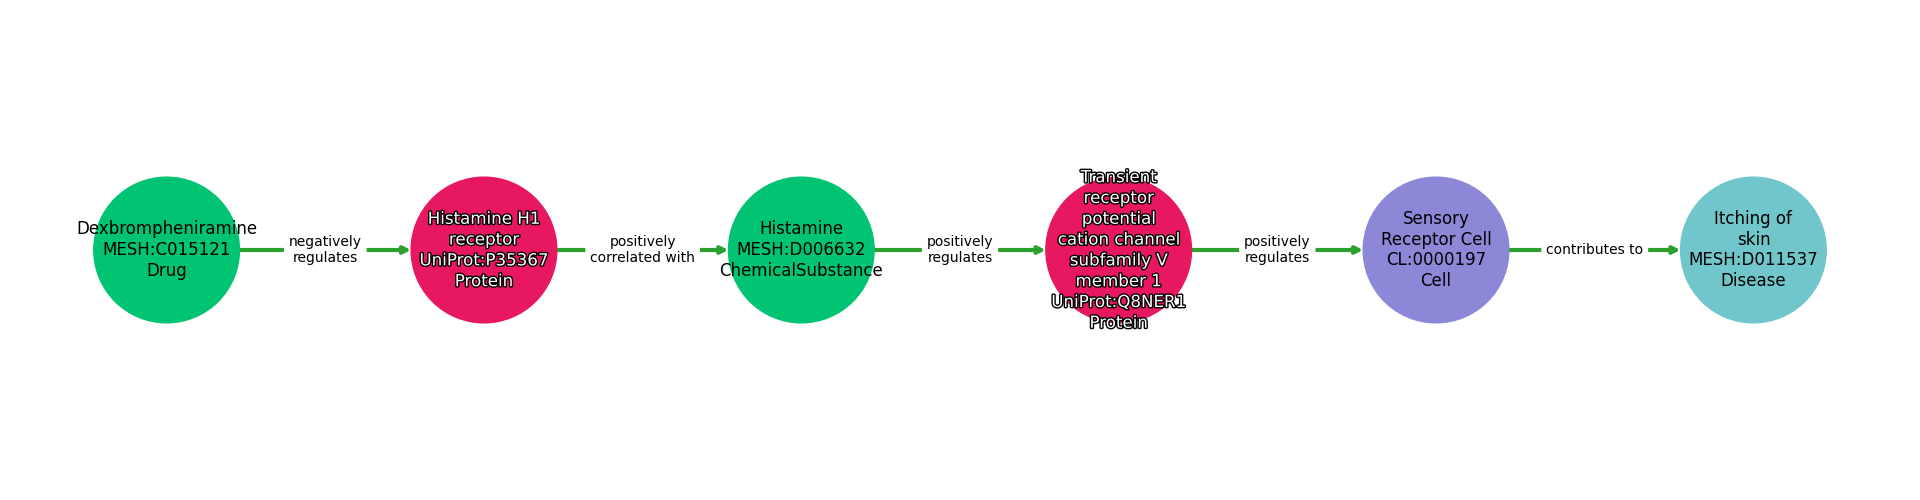 Dexbrompheniramine
MESH:C015121
Drug
negatively
regulates
Histamine H1
receptor
UniProt:P35367
Protein
positively
correlated with
Histamine
MESH:D006632
ChemicalSubstance
positively
regulates
Transient
receptor
potential
cation channel
subfamily V
member 1
UniProt:Q8NER1
Protein
positively
regulates
Sensory
Receptor Cell
CL:0000197
Cell
contributes to
Itching of
skin
MESH:D011537
Disease